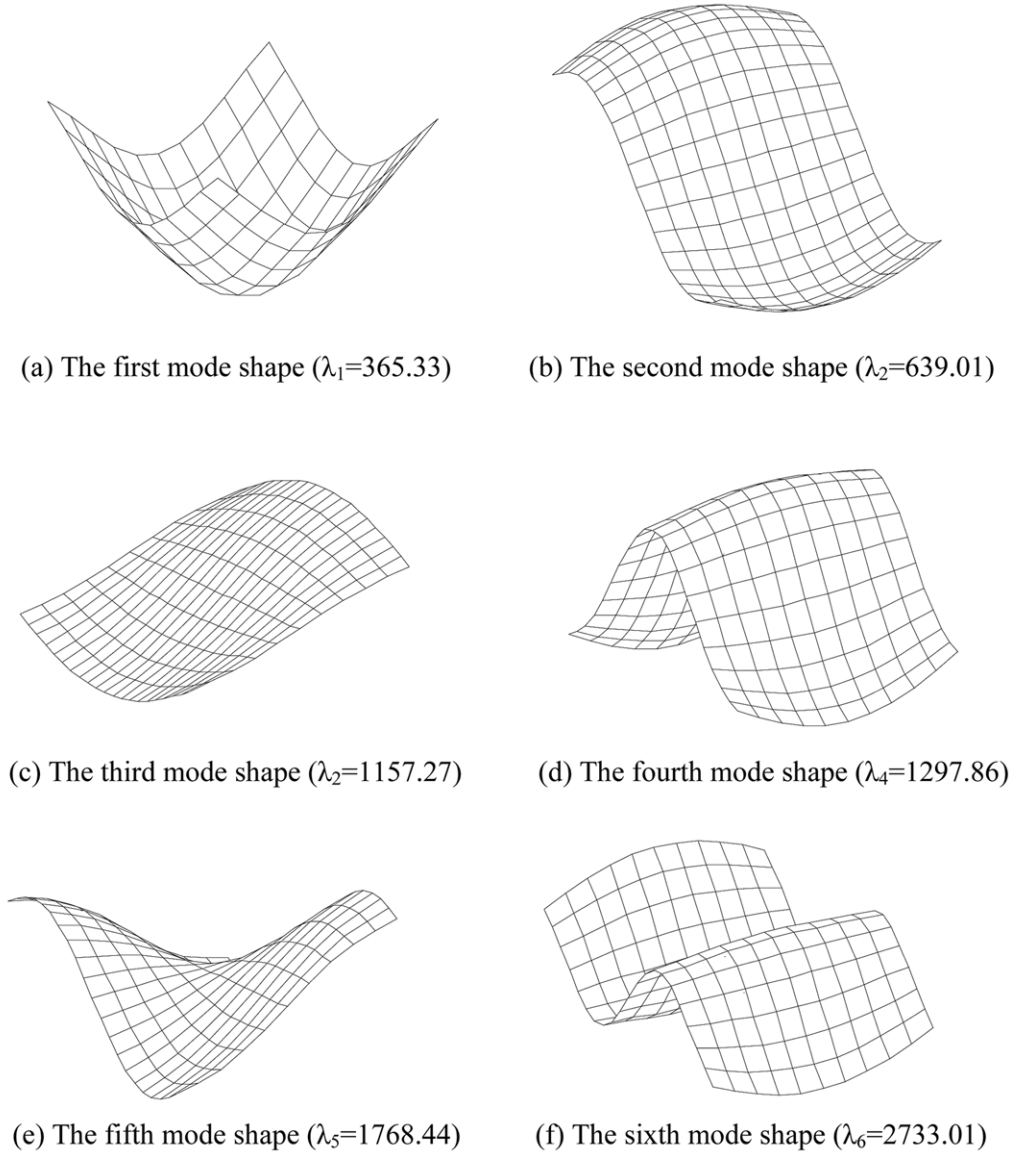 (a) The first mode shape (λ₁=365.33)
(b) The second mode shape (λ₂=639.01)
(c) The third mode shape (λ₂=1157.27)
(d) The fourth mode shape (λ₄=1297.86)
(e) The fifth mode shape (λ₅=1768.44)
(f) The sixth mode shape (λ₆=2733.01)